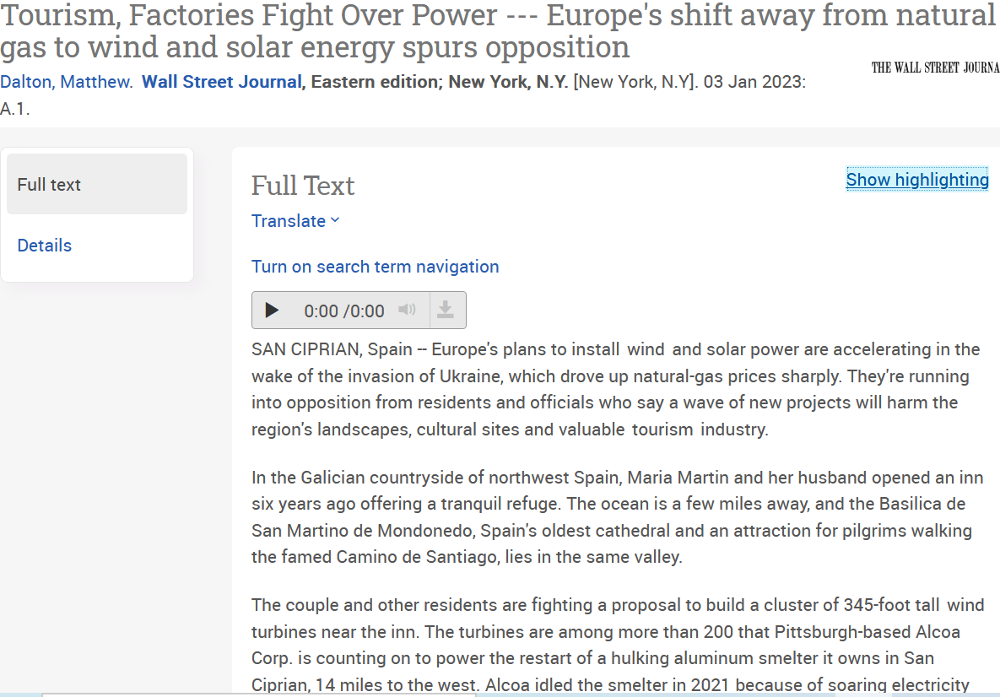 Tourism, Factories Fight Over Power --- Europe's shift away from natural
gas to wind and solar energy spurs opposition
THE WALL STREET JOURNA
Dalton, Matthew. Wall Street Journal, Eastern edition; New York, N.Y. [New York, N.Y]. 03 Jan 2023:
A.1.
Full text
Details
Full Text
Show highlighting
Translate
Turn on search term navigation
0:00 /0:00
SAN CIPRIAN, Spain -- Europe's plans to install wind and solar power are accelerating in the
wake of the invasion of Ukraine, which drove up natural-gas prices sharply. They're running
into opposition from residents and officials who say a wave of new projects will harm the
region's landscapes, cultural sites and valuable tourism industry.
In the Galician countryside of northwest Spain, Maria Martin and her husband opened an inn
six years ago offering a tranquil refuge. The ocean is a few miles away, and the Basilica de
San Martino de Mondonedo, Spain's oldest cathedral and an attraction for pilgrims walking
the famed Camino de Santiago, lies in the same valley.
The couple and other residents are fighting a proposal to build a cluster of 345-foot tall wind
turbines near the inn. The turbines are among more than 200 that Pittsburgh-based Alcoa
Corp. is counting on to power the restart of a hulking aluminum smelter it owns in San
Ciprian, 14 miles to the west. Alcoa idled the smelter in 2021 because of soaring electricity